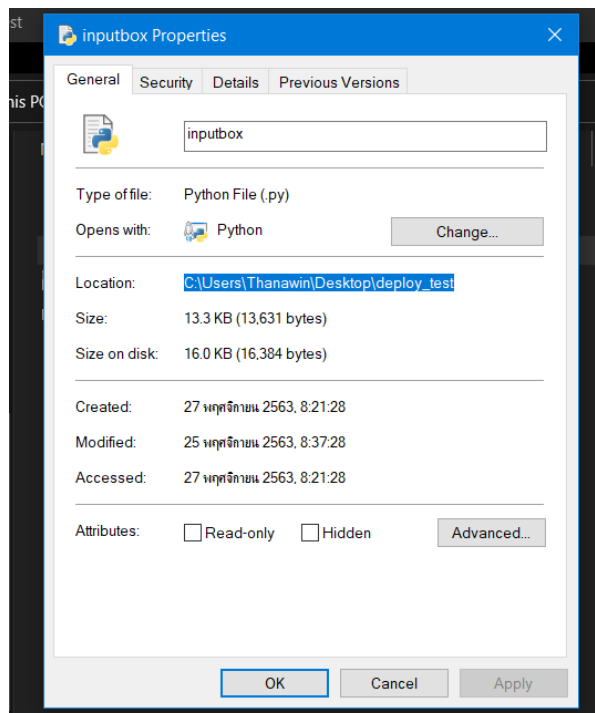 st
inputbox Properties
General Security Details Previous Versions
his PC
inputbox
Type of file: Python File (.py)
Opens with: Python Change...
Location: C:\Users\Thanawin\Desktop\deploy_test
Size: 13.3 KB (13,631 bytes)
Size on disk: 16.0 KB (16,384 bytes)
Created: 27 พฤศจิกายน 2563, 8:21:28
Modified: 25 พฤศจิกายน 2563, 8:37:28
Accessed: 27 พฤศจิกายน 2563, 8:21:28
Attributes: Read-only Hidden Advanced...
OK Cancel Apply